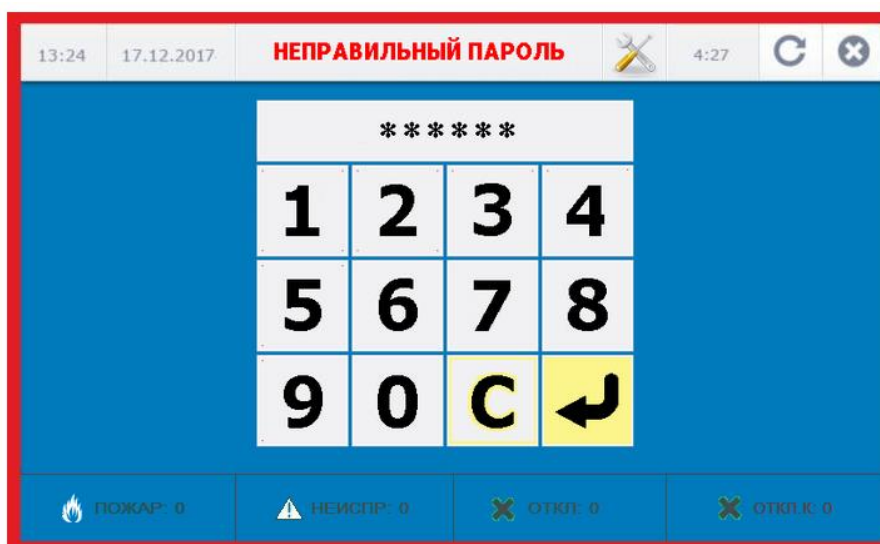 13:24 17.12.2017 НЕПРАВИЛЬНЫЙ ПАРОЛЬ 4:27
******
1 2 3 4
5 6 7 8
9 0 C
ПОЖАР: 0 НЕИСПР: 0 ОТКЛ: 0 ОТКЛ.К: 0